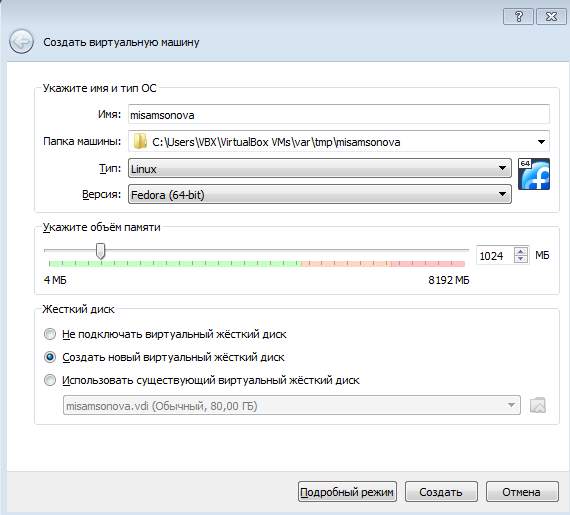 ?
Создать виртуальную машину
Укажите имя и тип ОС
Имя: misamsonova
Папка машины: C:\Users\VBX\VirtualBox VMs\var\tmp\misamsonova
Тип: Linux
64
Версия: Fedora (64-bit)
Укажите объём памяти
1024 МБ
4 МБ 8192 МБ
Жесткий диск
Не подключать виртуальный жёсткий диск
Создать новый виртуальный жёсткий диск
Использовать существующий виртуальный жёсткий диск
misamsonova.vdi (Обычный, 80,00 ГБ)
Подробный режим Создать Отмена